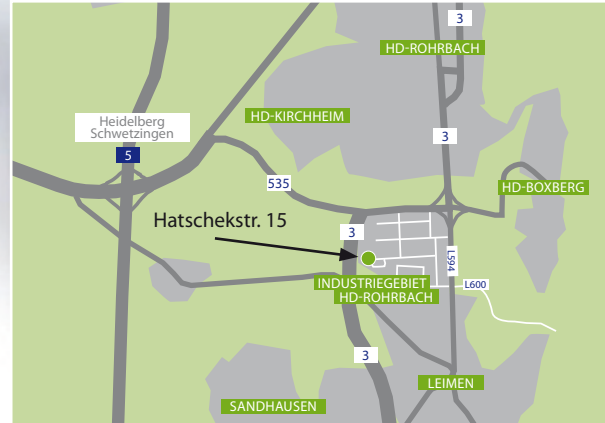 3
HD-ROHRBACH
HD-KIRCHHEIM
Heidelberg
Schwetzingen
5
3
535
HD-BOXBERG
Hatschekstr. 15
3
L594
INDUSTRIEGEBIET
HD-ROHRBACH
L600
3
LEIMEN
SANDHAUSEN